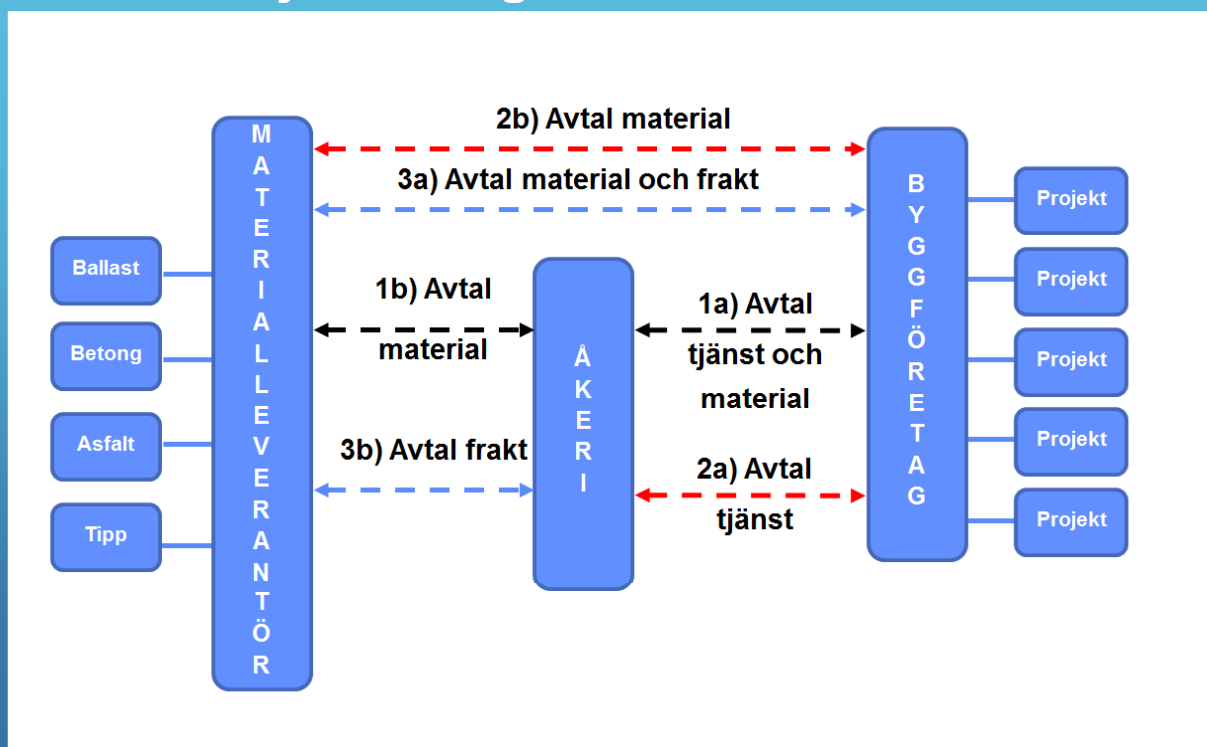 2b) Avtal material
3a) Avtal material och frakt
MATERIALLEVERANTÖR
Ballast
Betong
Asfalt
Tipp
1b) Avtal
material
3b) Avtal frakt
ÅKERI
1a) Avtal
tjänst och
material
2a) Avtal
tjänst
BYGGFÖRETAG
Projekt
Projekt
Projekt
Projekt
Projekt